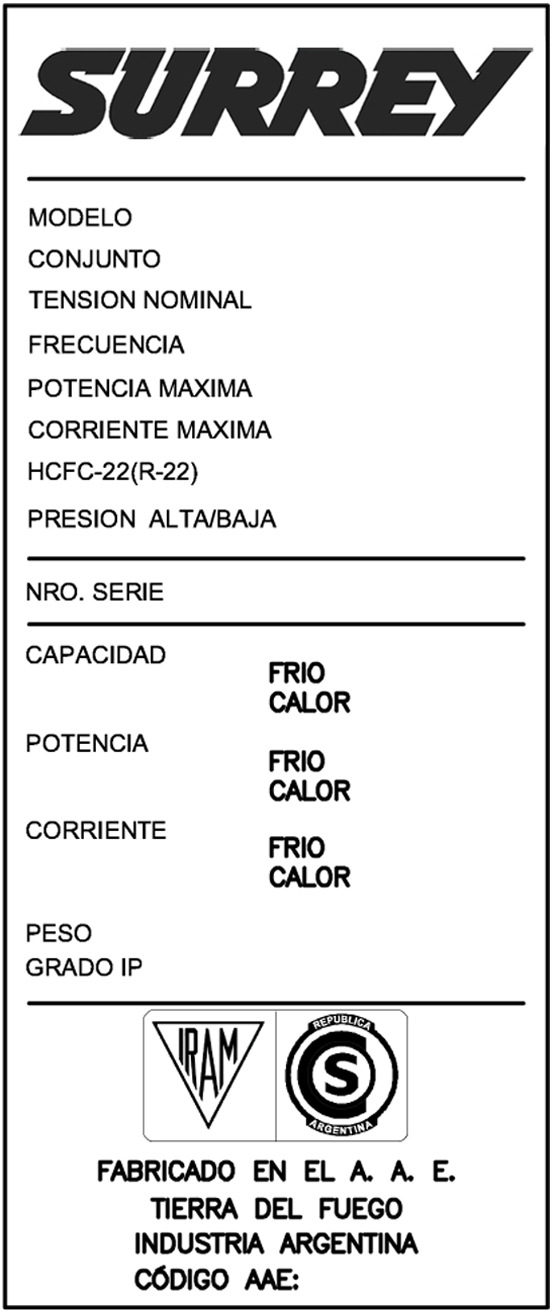 SURREY
MODELO
CONJUNTO
TENSION NOMINAL
FRECUENCIA
POTENCIA MAXIMA
CORRIENTE MAXIMA
HCFC-22(R-22)
PRESION ALTA/BAJA
NRO. SERIE
CAPACIDAD
FRIO
CALOR
POTENCIA
FRIO
CALOR
CORRIENTE
FRIO
CALOR
PESO
GRADO IP
IRAM
REPUBLICA
S
ARGENTINA
FABRICADO EN EL A. A. E.
TIERRA DEL FUEGO
INDUSTRIA ARGENTINA
CÓDIGO AAE: